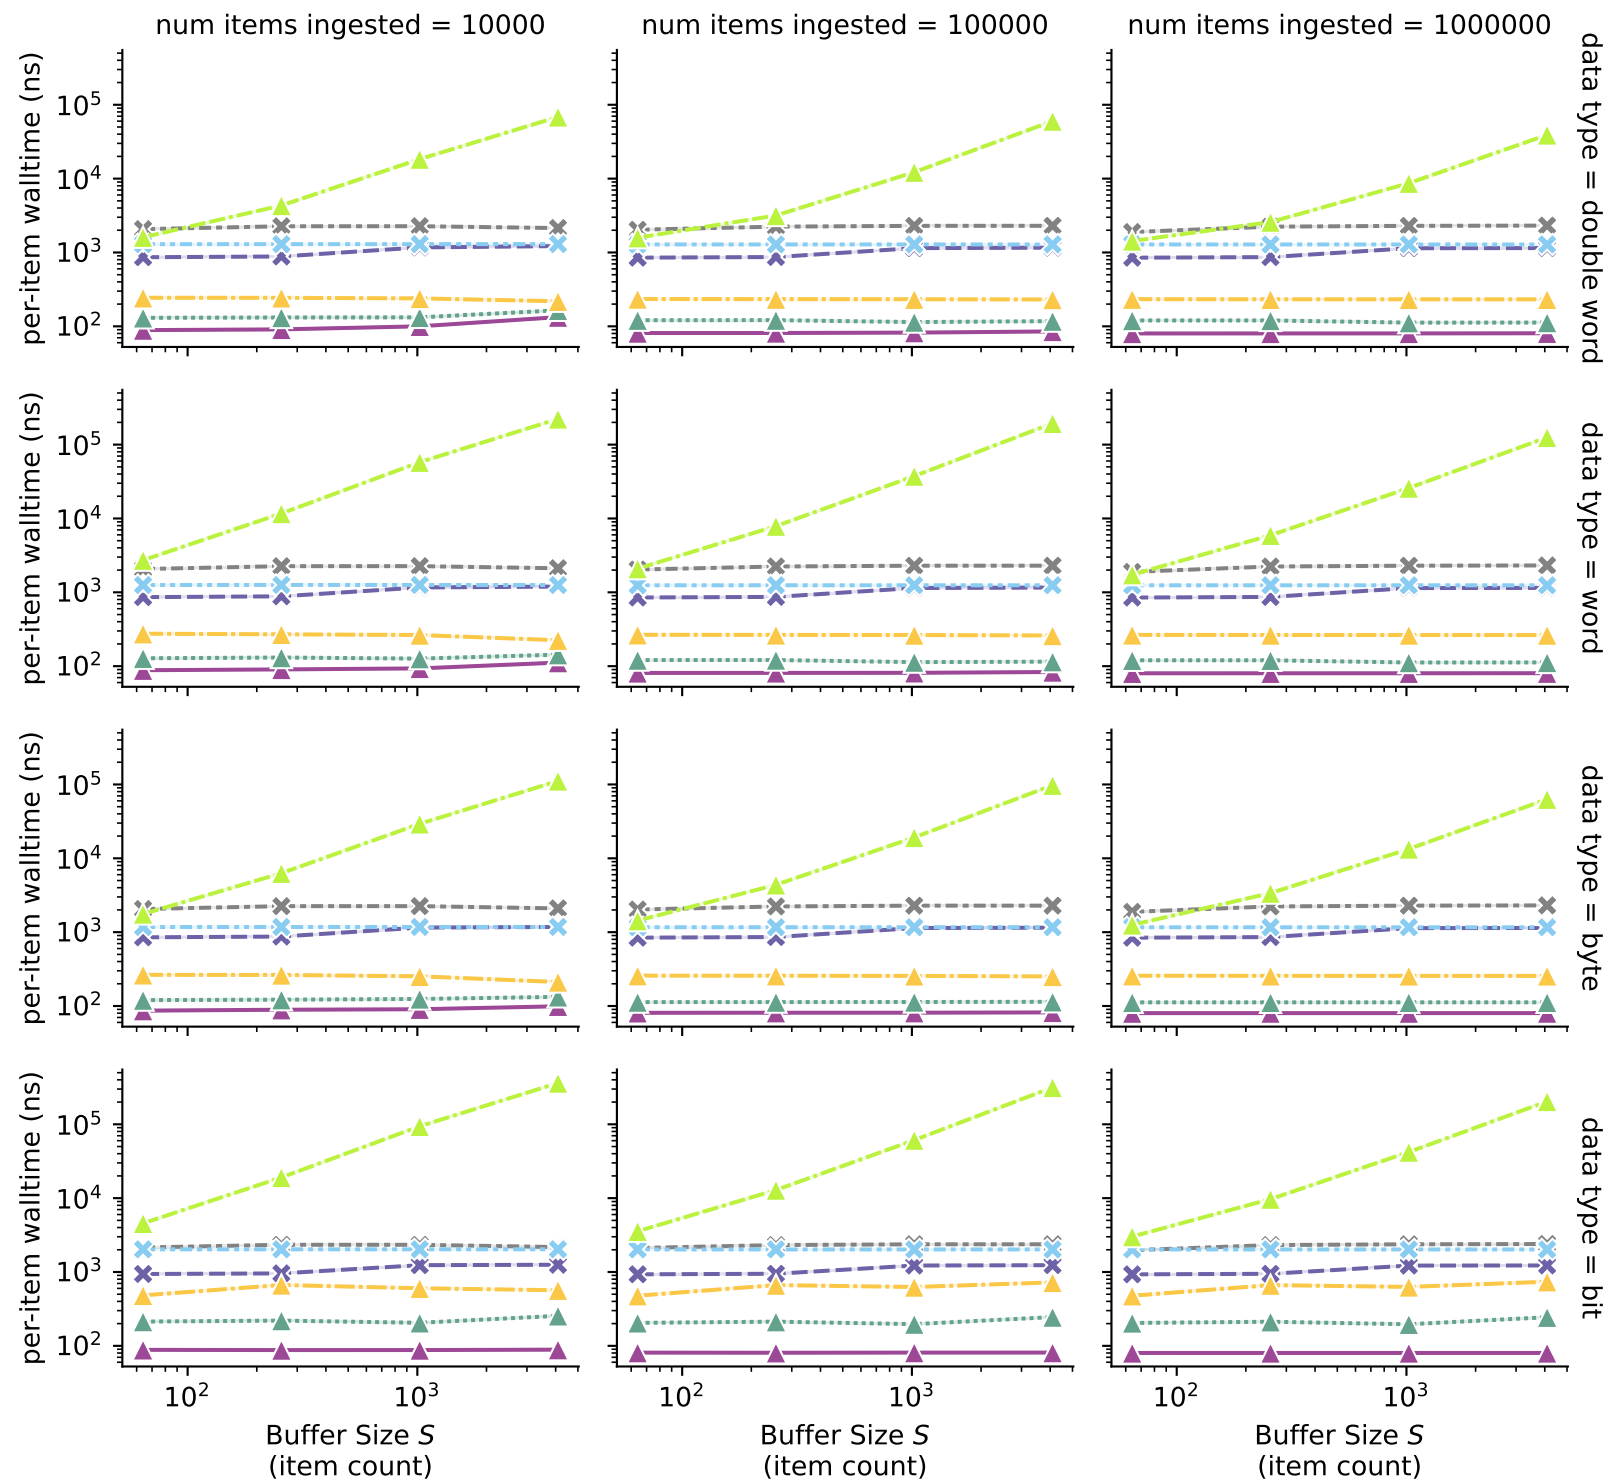 num items ingested = 10000
num items ingested = 100000
num items ingested = 1000000
per-item walltime (ns)
10⁵
10⁴
10³
10²
data type = double word
per-item walltime (ns)
10⁵
10⁴
10³
10²
data type = word
per-item walltime (ns)
10⁵
10⁴
10³
10²
data type = byte
per-item walltime (ns)
10⁵
10⁴
10³
10²
data type = bit
10² 10³
10² 10³
10² 10³
Buffer Size S
(item count)
Buffer Size S
(item count)
Buffer Size S
(item count)